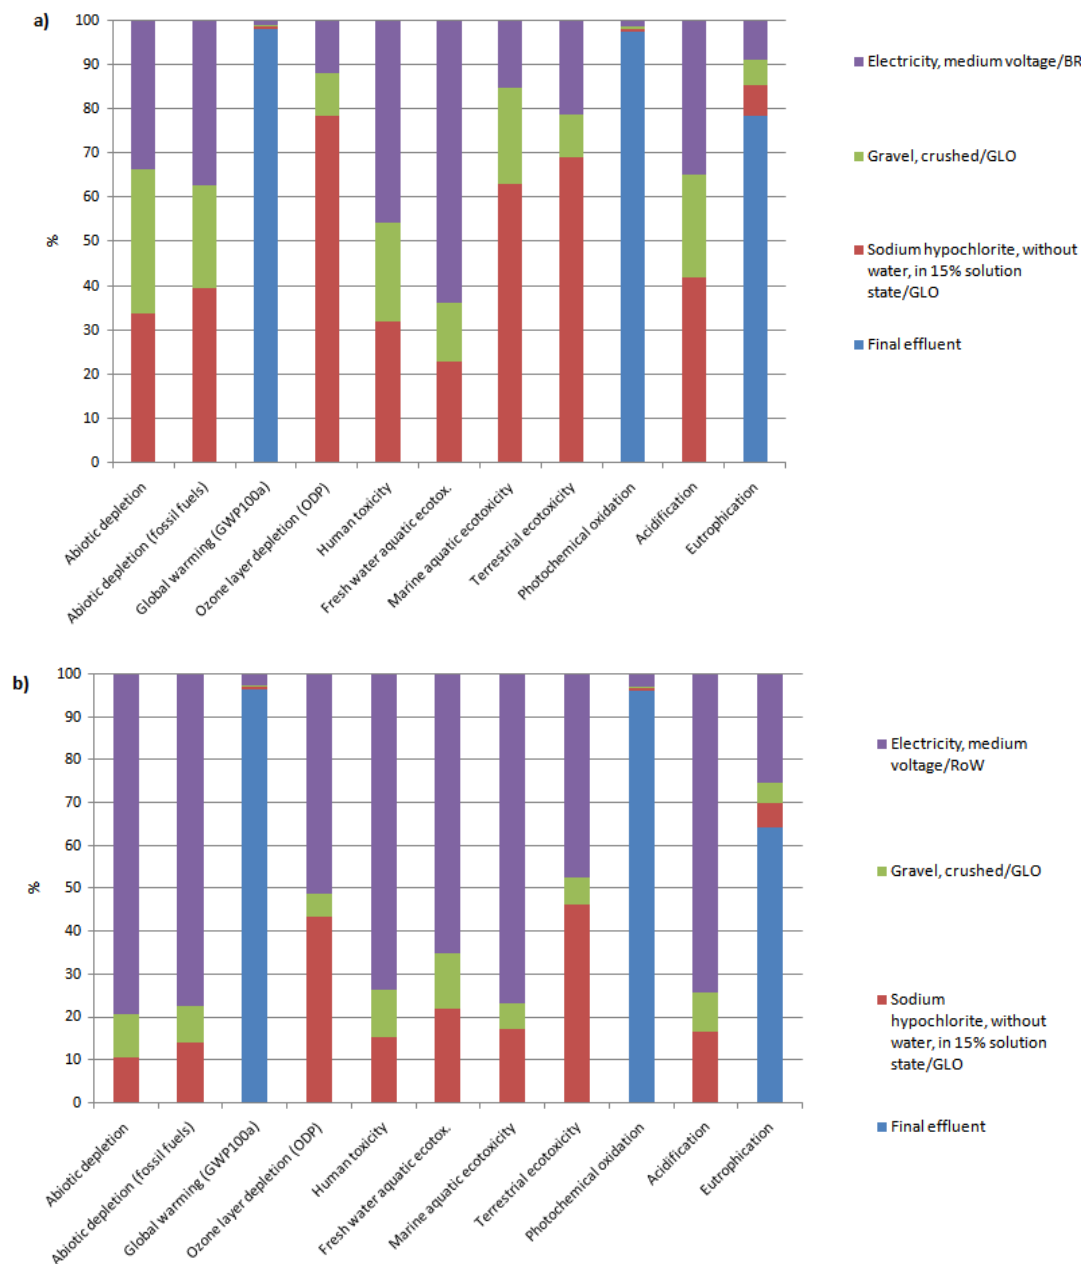 a)
100
90
80
70
60
50
40
30
20
10
0
%
Abiotic depletion
Abiotic depletion (fossil fuels)
Global warming (GWP100a)
Ozone layer depletion (ODP)
Human toxicity
Fresh water aquatic ecotox.
Marine aquatic ecotoxicity
Terrestrial ecotoxicity
Photochemical oxidation
Acidification
Eutrophication
Electricity, medium voltage/BR
Gravel, crushed/GLO
Sodium hypochlorite, without
water, in 15% solution
state/GLO
Final effluent
b)
100
90
80
70
60
50
40
30
20
10
0
%
Abiotic depletion
Abiotic depletion (fossil fuels)
Global warming (GWP100a)
Ozone layer depletion (ODP)
Human toxicity
Fresh water aquatic ecotox.
Marine aquatic ecotoxicity
Terrestrial ecotoxicity
Photochemical oxidation
Acidification
Eutrophication
Electricity, medium
voltage/RoW
Gravel, crushed/GLO
Sodium
hypochlorite, without
water, in 15% solution
state/GLO
Final effluent